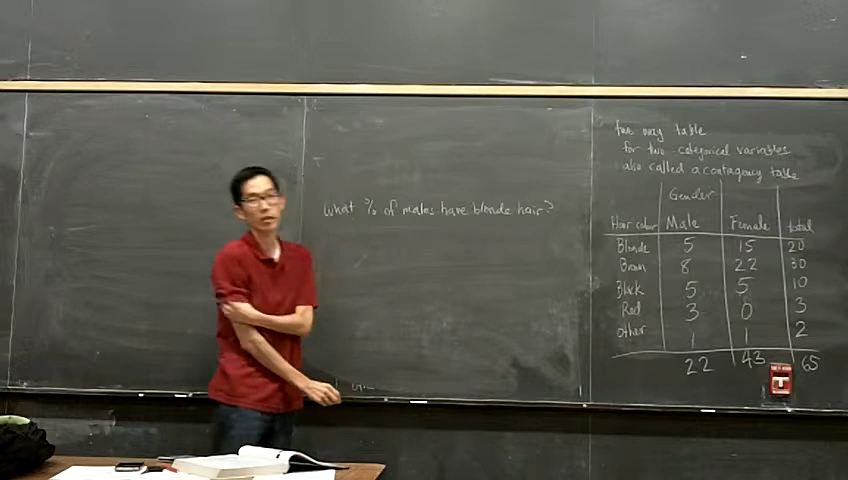 What % of males have blonde hair?
two way table
for two categorical variables
also called a contingency table
Gender
Hair colour Male Female total
Blonde 5 15 20
Brown 8 22 30
Black 5 5 10
Red 3 0 3
Other 1 1 2
22 43 65